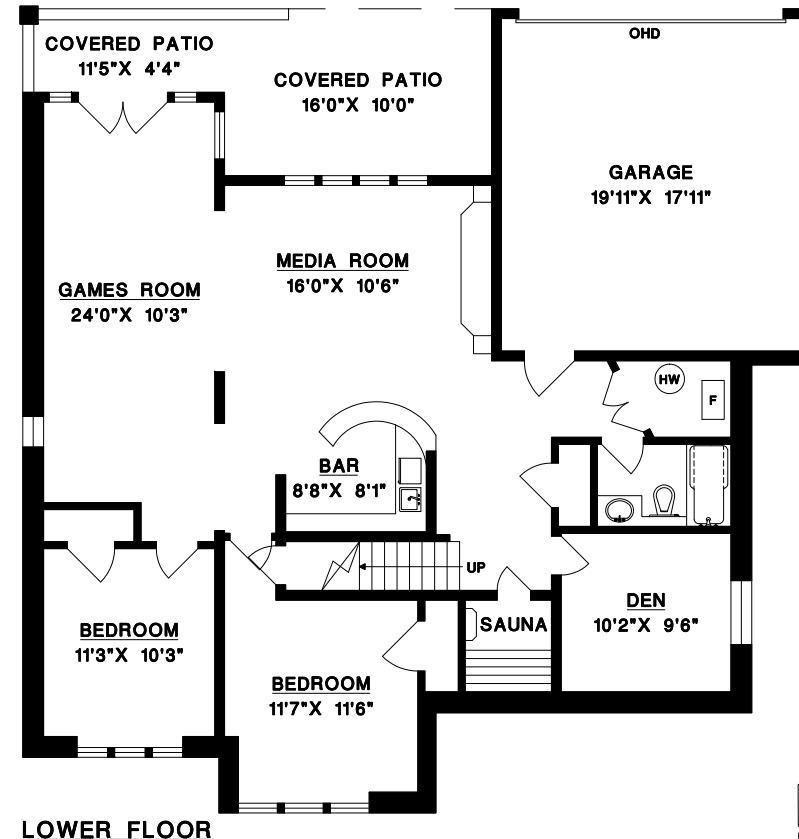 COVERED PATIO
11'5"X 4'4"
COVERED PATIO
16'0"X 10'0"
OHD
GARAGE
19'11"X 17'11"
MEDIA ROOM
16'0"X 10'6"
GAMES ROOM
24'0"X 10'3"
HW
F
BAR
8'8"X 8'1"
UP
DEN
10'2"X 9'6"
SAUNA
BEDROOM
11'3"X 10'3"
BEDROOM
11'7"X 11'6"
LOWER FLOOR